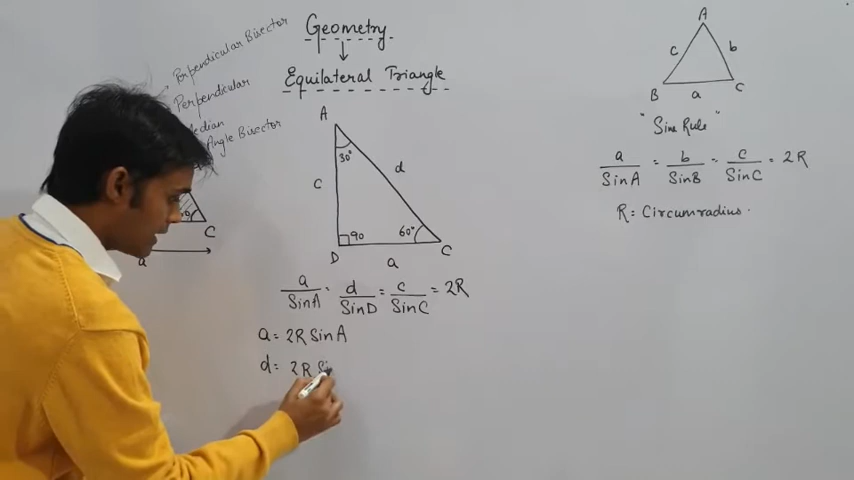 Geometry
Equilateral Triangle
Perpendicular Bisector
Perpendicular
Angle Bisector
C
a
A
30°
c
d
D
90
60°
C
a
a/SinA = d/SinD = c/SinC = 2R
a = 2R SinA
d = 2R Si
A
c
b
B
a
C
"Sine Rule"
a/SinA = b/SinB = c/SinC = 2R
R = Circumradius.